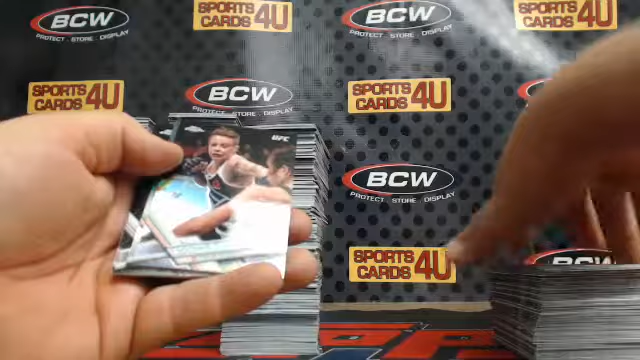 BCW
PROTECT . STORE . DISPLAY
SPORTS
CARDS 4U
BCW
PROTECT . STORE . DISPLAY
SPORTS
CARDS 4U
SPORTS
CARDS 4U
BCW
PROTECT . STORE . DISPLAY
SPORTS
CARDS 4U
UFC
BCW
PROTECT . STORE . DISPLAY
SPORTS
CARDS 4U
BCW